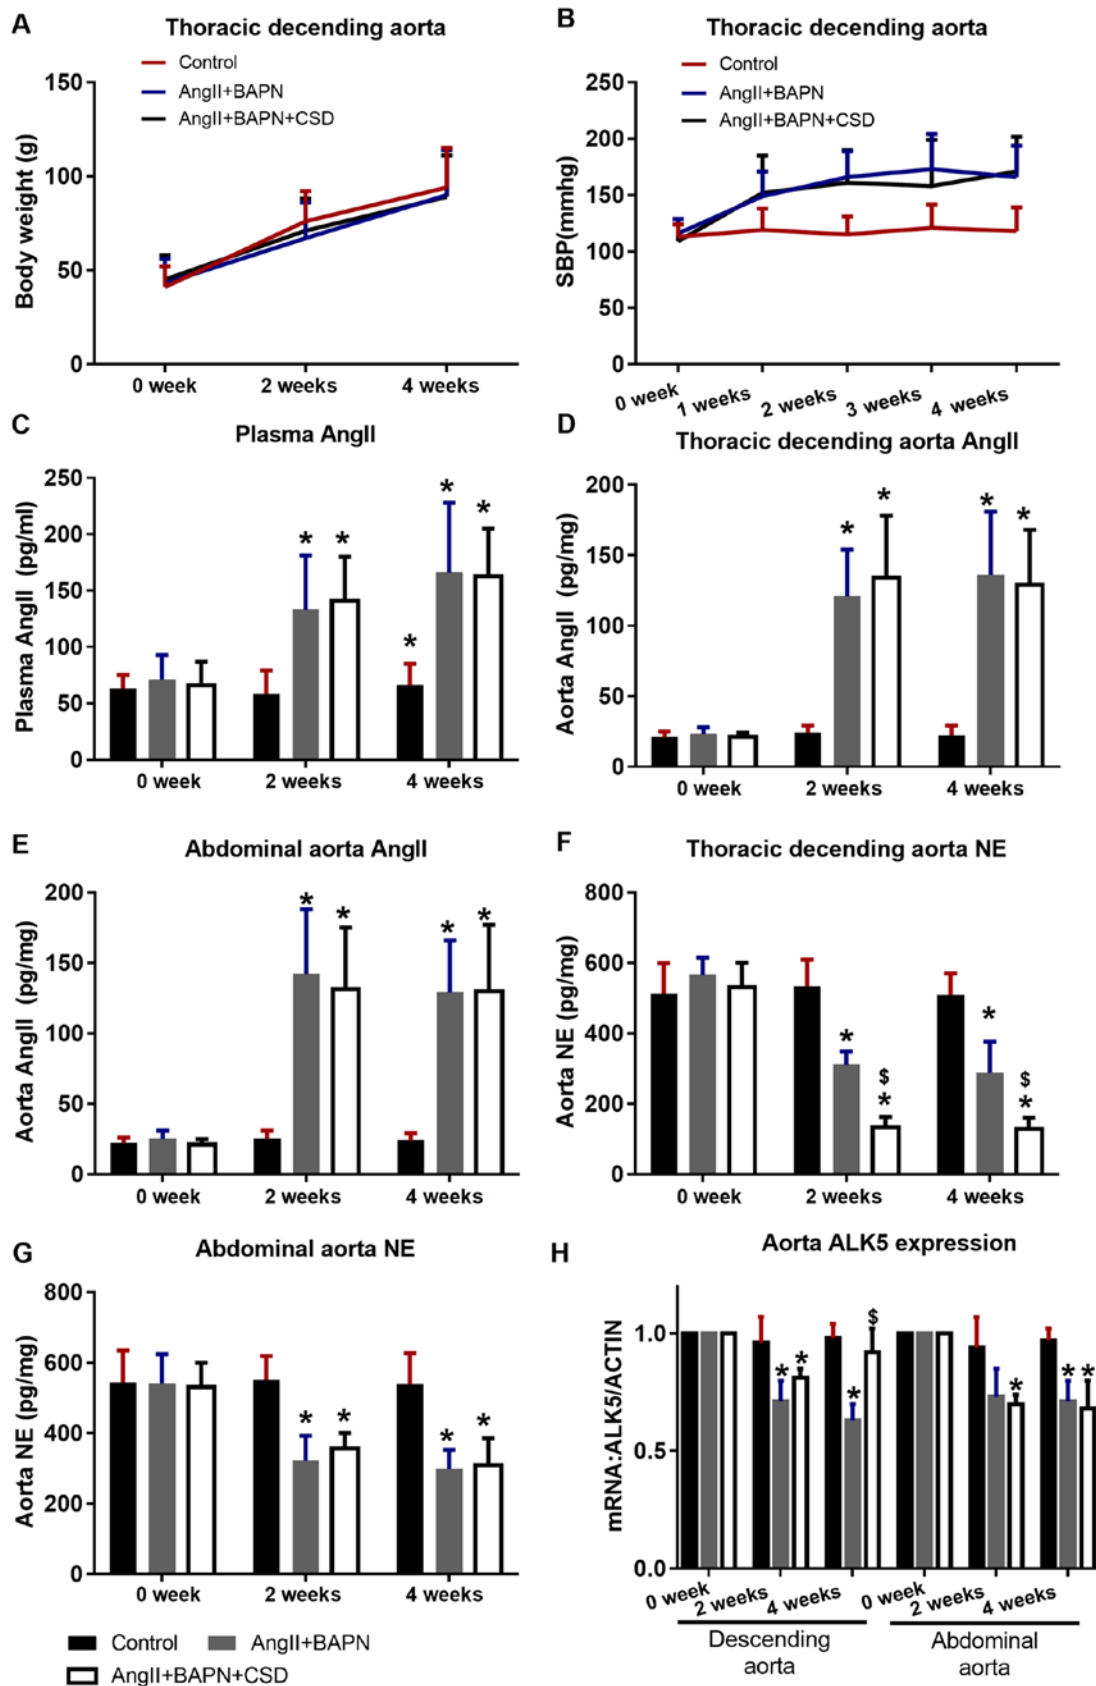 A
Thoracic decending aorta
Control
AngII+BAPN
AngII+BAPN+CSD
Body weight (g)
150
100
50
0
0 week
2 weeks
4 weeks
B
Thoracic decending aorta
Control
AngII+BAPN
AngII+BAPN+CSD
SBP(mmhg)
250
200
150
100
50
0
0 week
1 weeks
2 weeks
3 weeks
4 weeks
C
Plasma AngII
Plasma AngII (pg/ml)
250
200
150
100
50
0
* *
* * *
0 week
2 weeks
4 weeks
D
Thoracic decending aorta AngII
Aorta AngII (pg/mg)
200
150
100
50
0
* *
* *
0 week
2 weeks
4 weeks
E
Abdominal aorta AngII
Aorta AngII (pg/mg)
200
150
100
50
0
* *
* *
0 week
2 weeks
4 weeks
F
Thoracic decending aorta NE
Aorta NE (pg/mg)
800
600
400
200
0
*
$
*
*
$
*
0 week
2 weeks
4 weeks
G
Abdominal aorta NE
Aorta NE (pg/mg)
800
600
400
200
0
* *
* *
0 week
2 weeks
4 weeks
H
Aorta ALK5 expression
mRNA:ALK5/ACTIN
1.0
0.5
0.0
* *
* $
*
* *
0 week
2 weeks
4 weeks
0 week
2 weeks
4 weeks
Descending
aorta
Abdominal
aorta
Control
AngII+BAPN
AngII+BAPN+CSD